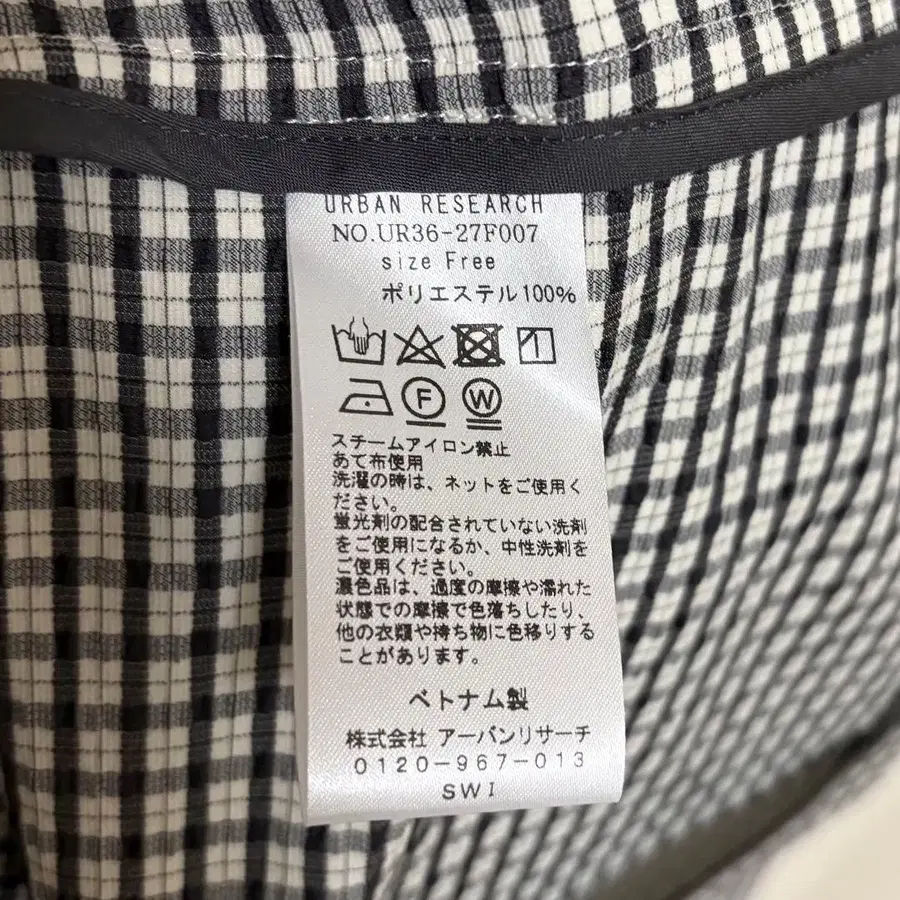 URBAN RESEARCH
NO.UR36-27F007
size Free
ポリエステル100%
F W
スチームアイロン禁止
あて布使用
洗濯の時は、ネットをご使用く
ださい。
蛍光剤の配合されていない洗剤
をご使用になるか、中性洗剤を
ご使用ください。
濃色品は、過度の摩擦や濡れた
状態での摩擦で色落ちしたり、
他の衣類や持ち物に色移りする
ことがあります。
ベトナム製
株式会社 アーバンリサーチ
0120-967-013
SWI